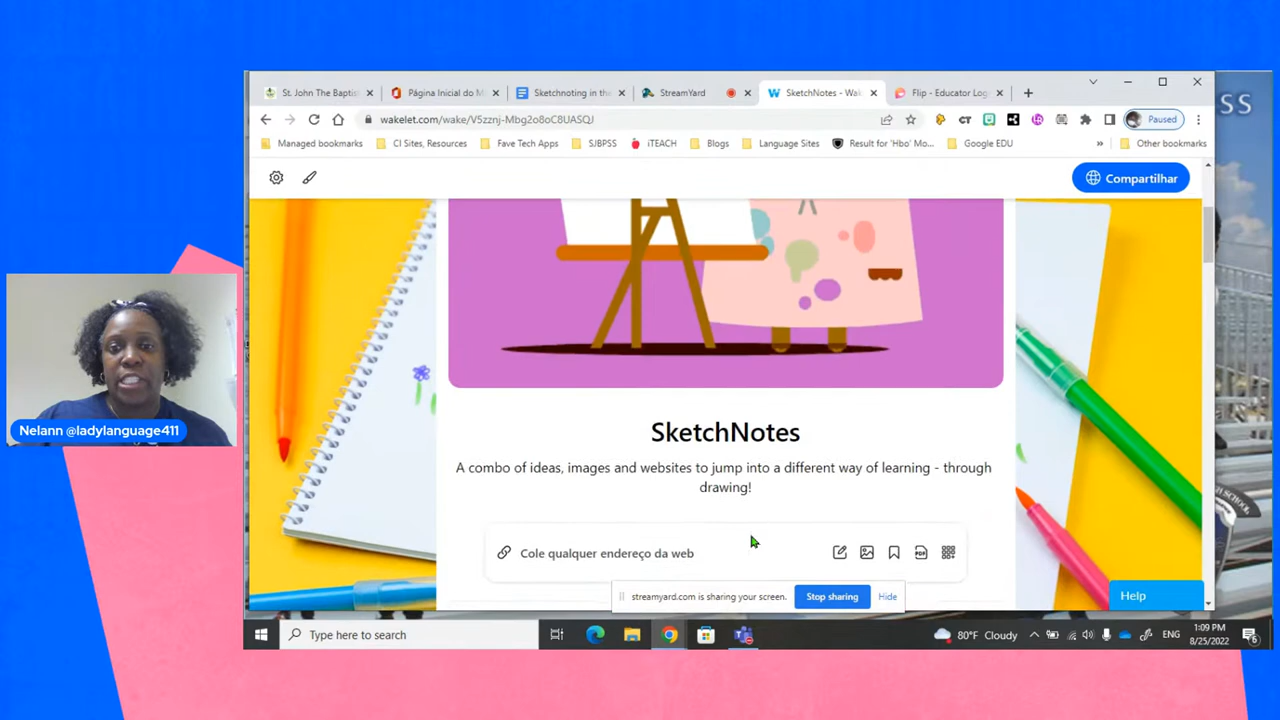 St. John The Baptis
Página Inicial do M
Sketchnoting in the
StreamYard
SketchNotes - Wak
Flip - Educator Log
wakelet.com/wake/V5zznj-Mbg2o8oC8UASQJ
Paused
Managed bookmarks
CI Sites, Resources
Fave Tech Apps
SJBPSS
iTEACH
Blogs
Language Sites
Result for 'Hbo' Mo...
Google EDU
»
Other bookmarks
Compartilhar
SS
SketchNotes
A combo of ideas, images and websites to jump into a different way of learning - through
drawing!
Nelann @ladylanguage411
Cole qualquer endereço da web
PDF
streamyard.com is sharing your screen.
Stop sharing
Hide
Help
Type here to search
80°F Cloudy
ENG
1:09 PM
8/25/2022